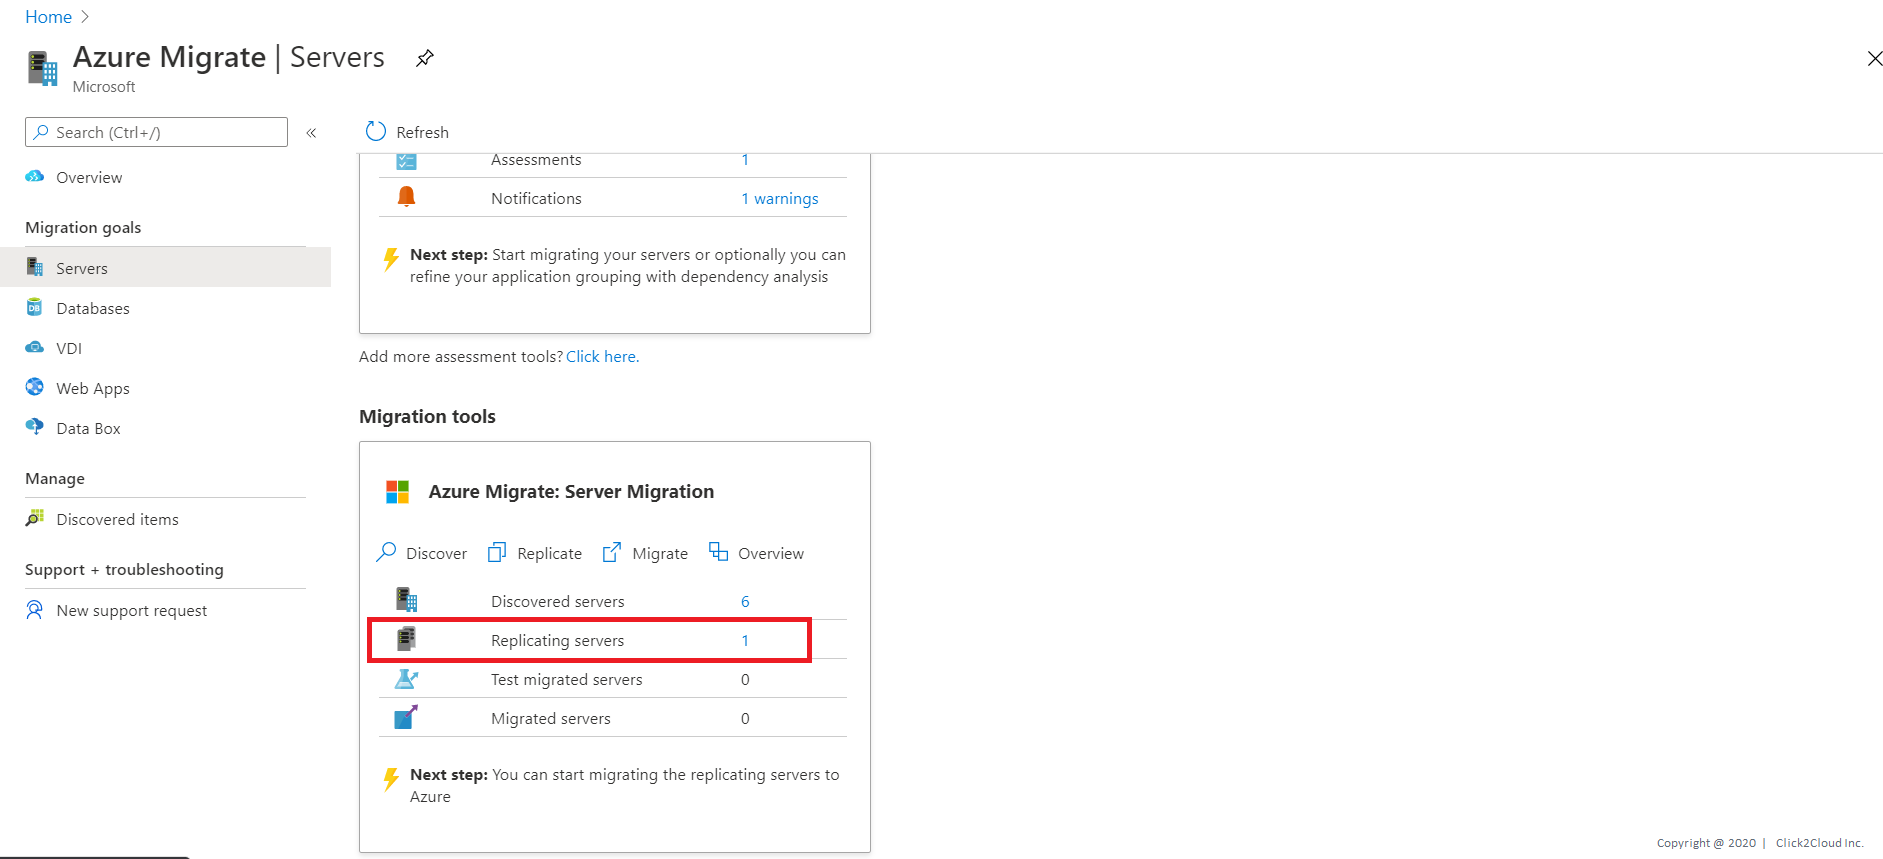 Home
Azure Migrate | Servers
Microsoft
Search (Ctrl+/)
«
Refresh
Overview
Migration goals
Servers
Databases
VDI
Web Apps
Data Box
Manage
Discovered items
Support + troubleshooting
New support request
Assessments 1
Notifications 1 warnings
Next step: Start migrating your servers or optionally you can
refine your application grouping with dependency analysis
Add more assessment tools? Click here.
Migration tools
Azure Migrate: Server Migration
Discover Replicate Migrate Overview
Discovered servers 6
Replicating servers 1
Test migrated servers 0
Migrated servers 0
Next step: You can start migrating the replicating servers to
Azure
Copyright @ 2020 | Click2Cloud Inc.